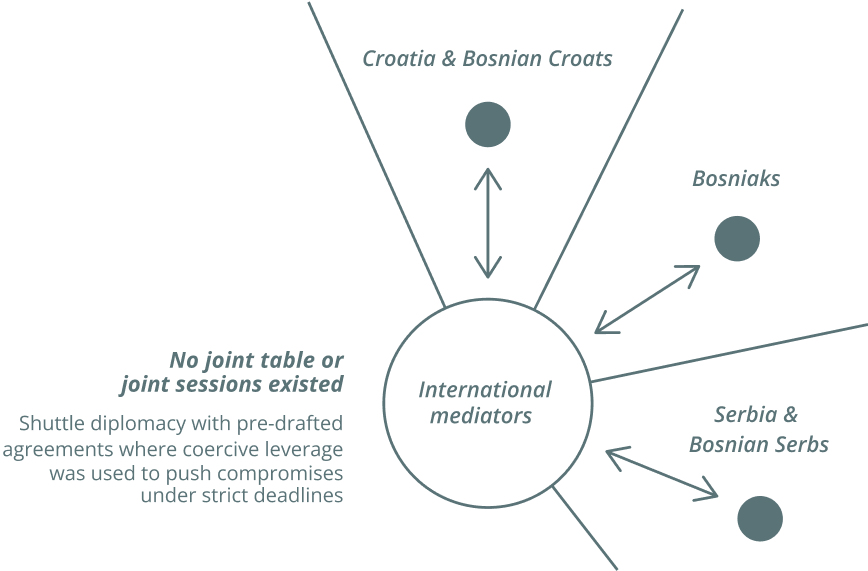 Croatia & Bosnian Croats
Bosniaks
No joint table or
joint sessions existed
Shuttle diplomacy with pre-drafted
agreements where coercive leverage
was used to push compromises
under strict deadlines
International
mediators
Serbia &
Bosnian Serbs